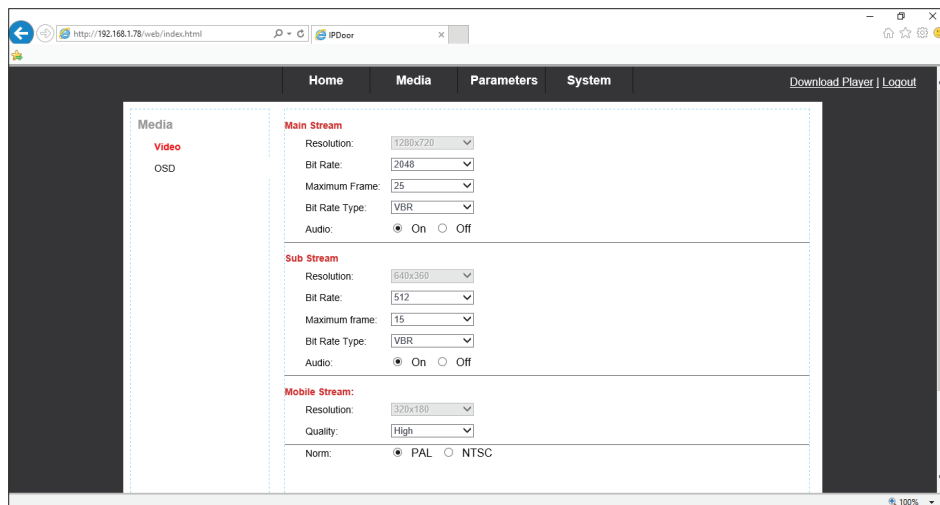 http://192.168.1.78/web/index.html IPDoor
Home Media Parameters System Download Player | Logout
Media
Video
OSD
Main Stream
Resolution: 1280x720
Bit Rate: 2048
Maximum Frame: 25
Bit Rate Type: VBR
Audio: On Off
Sub Stream
Resolution: 640x360
Bit Rate: 512
Maximum frame: 15
Bit Rate Type: VBR
Audio: On Off
Mobile Stream:
Resolution: 320x180
Quality: High
Norm: PAL NTSC
100%